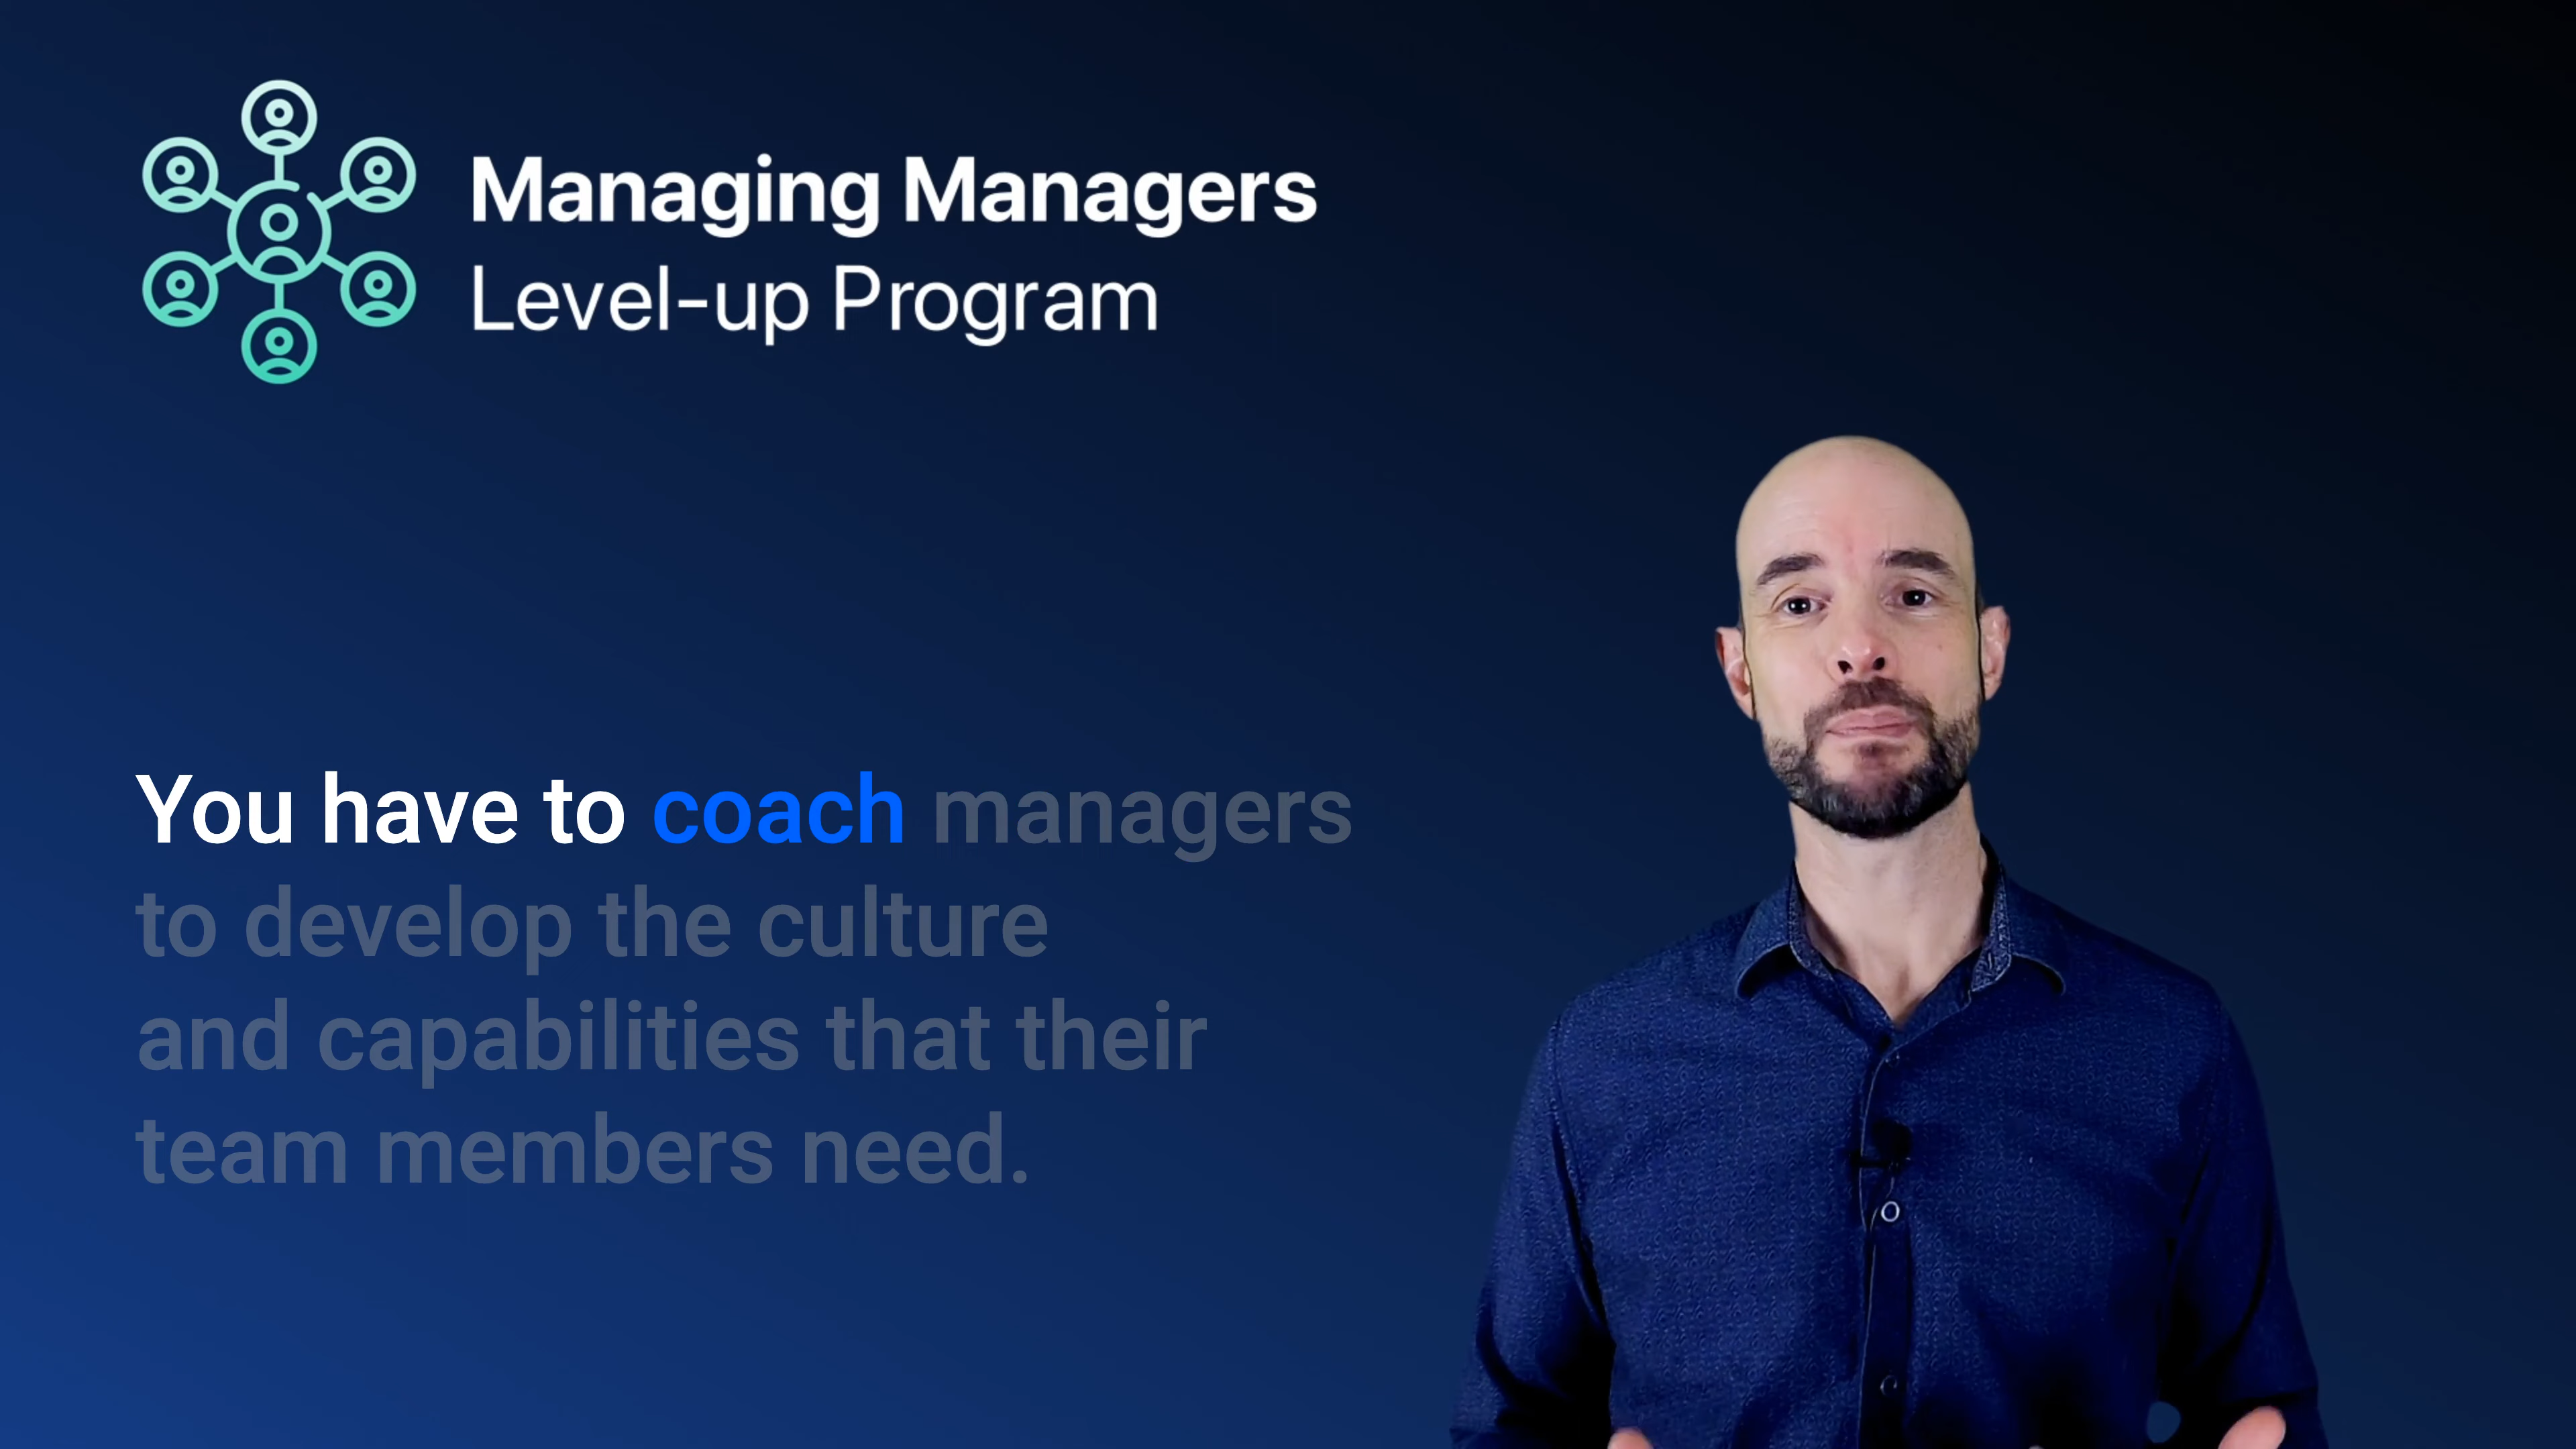 Managing Managers
Level-up Program
You have to coach managers
to develop the culture
and capabilities that their
team members need.